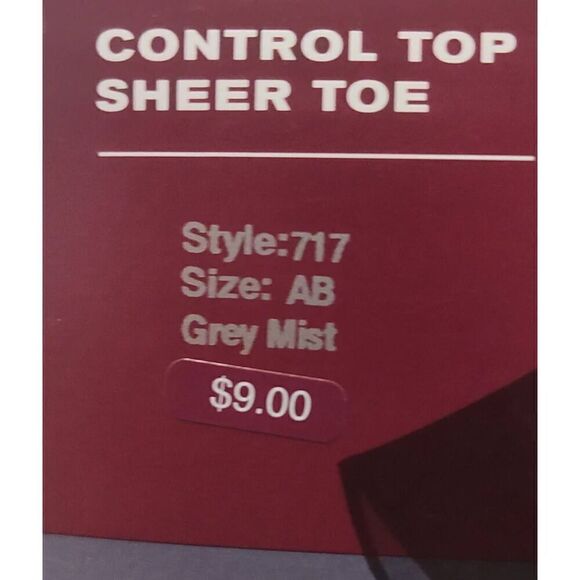 CONTROL TOP
SHEER TOE
Style:717
Size: AB
Grey Mist
$9.00